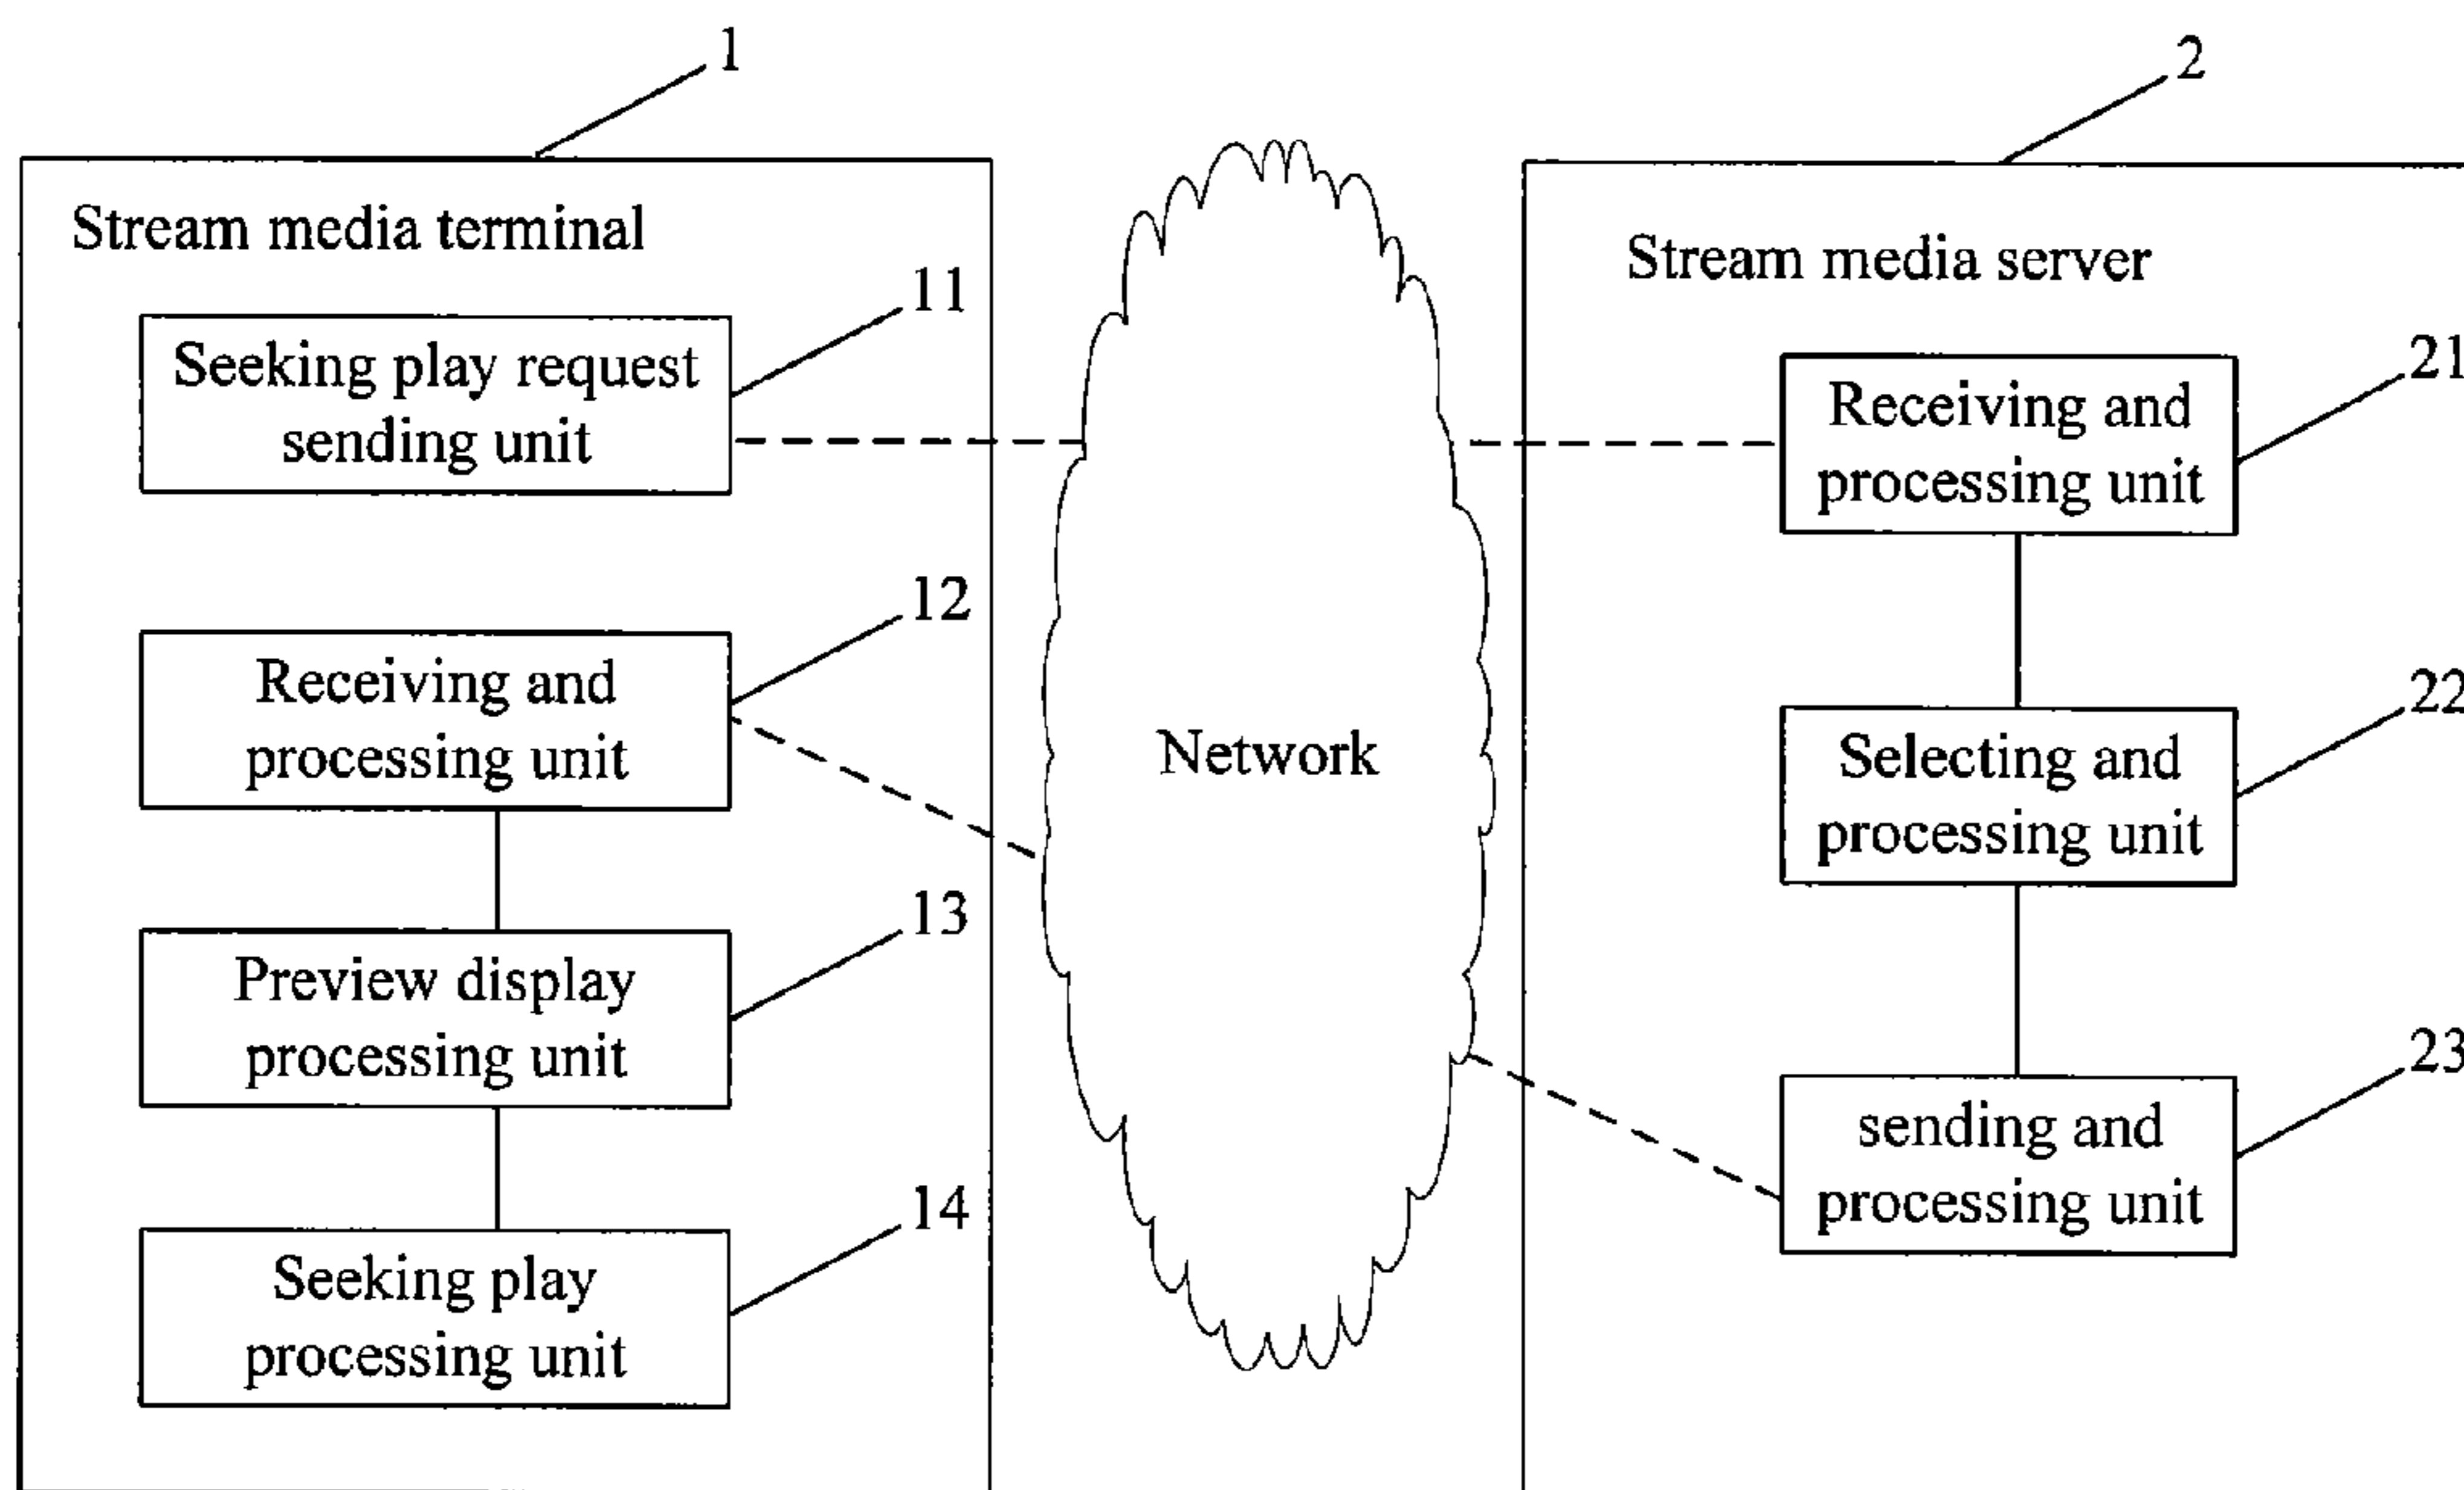 1
2
Stream media terminal
11
Seeking play request
sending unit
12
Receiving and
processing unit
13
Preview display
processing unit
14
Seeking play
processing unit
Network
Stream media server
21
Receiving and
processing unit
22
Selecting and
processing unit
23
sending and
processing unit